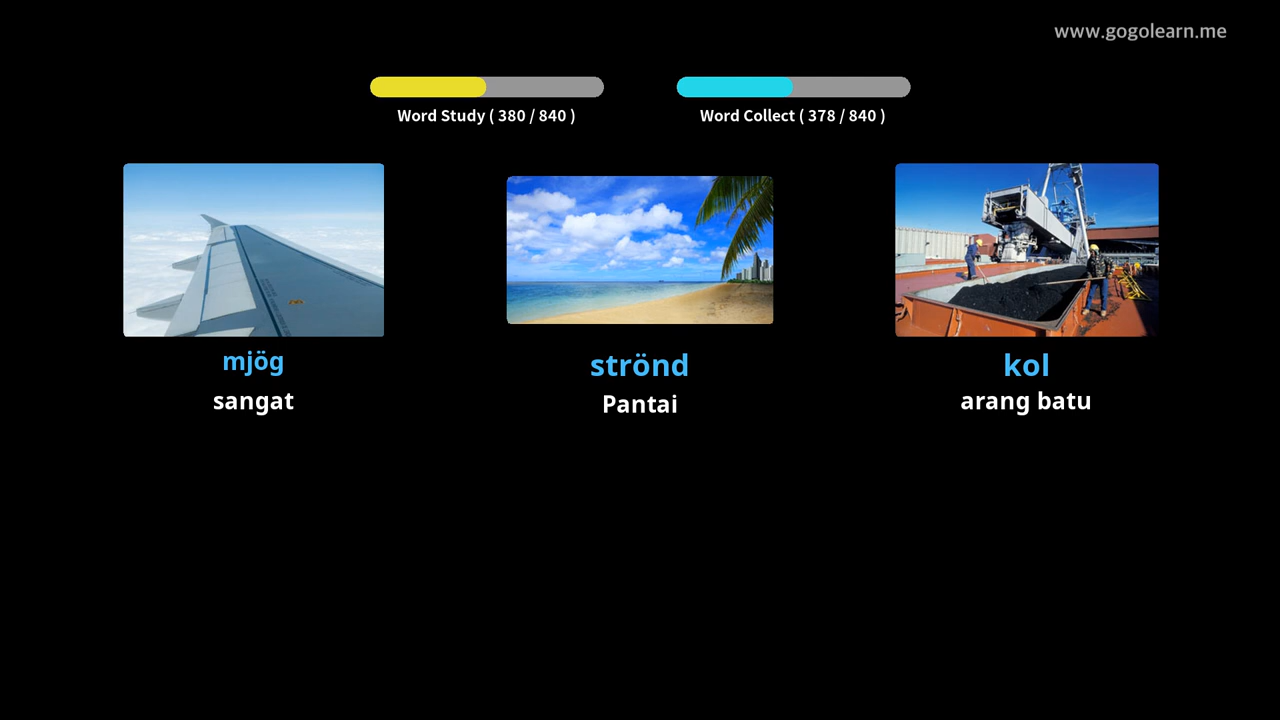 www.gogolearn.me
Word Study ( 380 / 840 )
Word Collect ( 378 / 840 )
mjög
sangat
strönd
Pantai
kol
arang batu